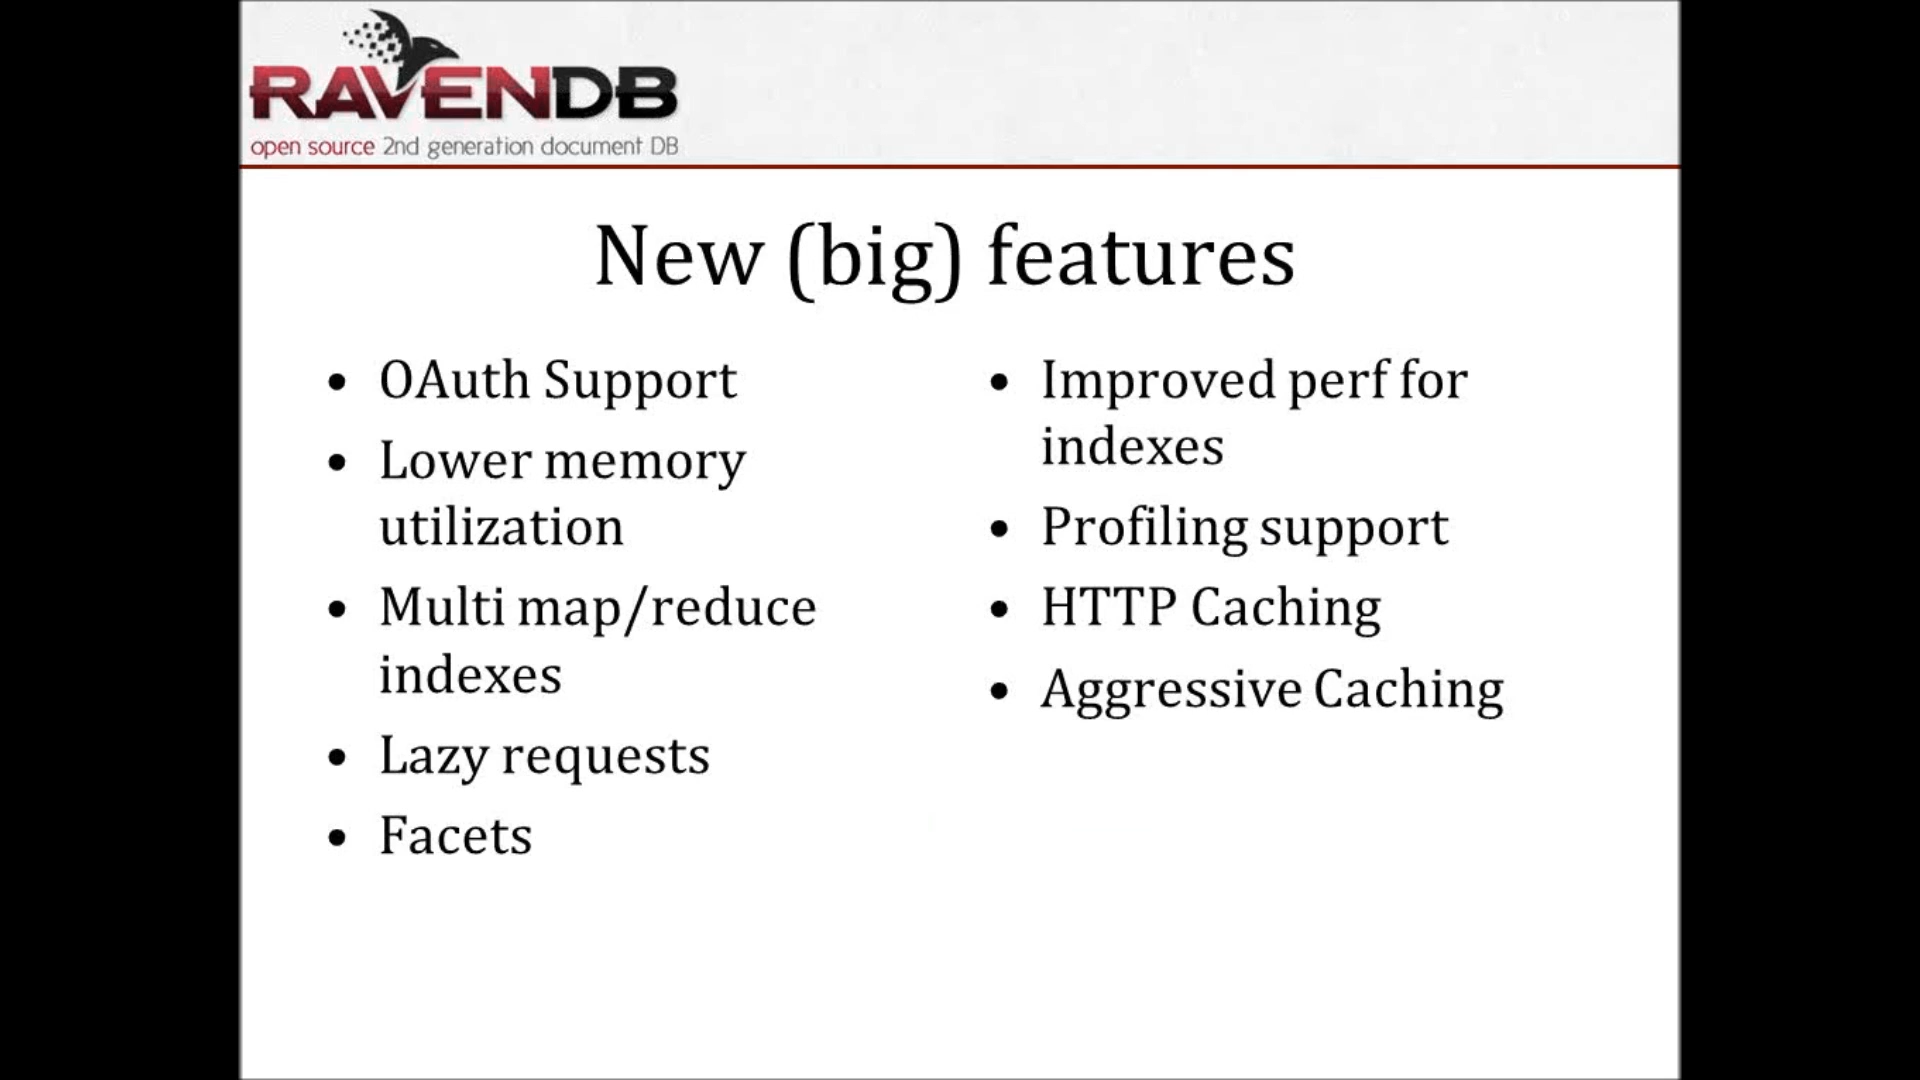 RAVENDB
open source 2nd generation document DB
New (big) features
• OAuth Support
• Lower memory
utilization
• Multi map/reduce
indexes
• Lazy requests
• Facets
• Improved perf for
indexes
• Profiling support
• HTTP Caching
• Aggressive Caching